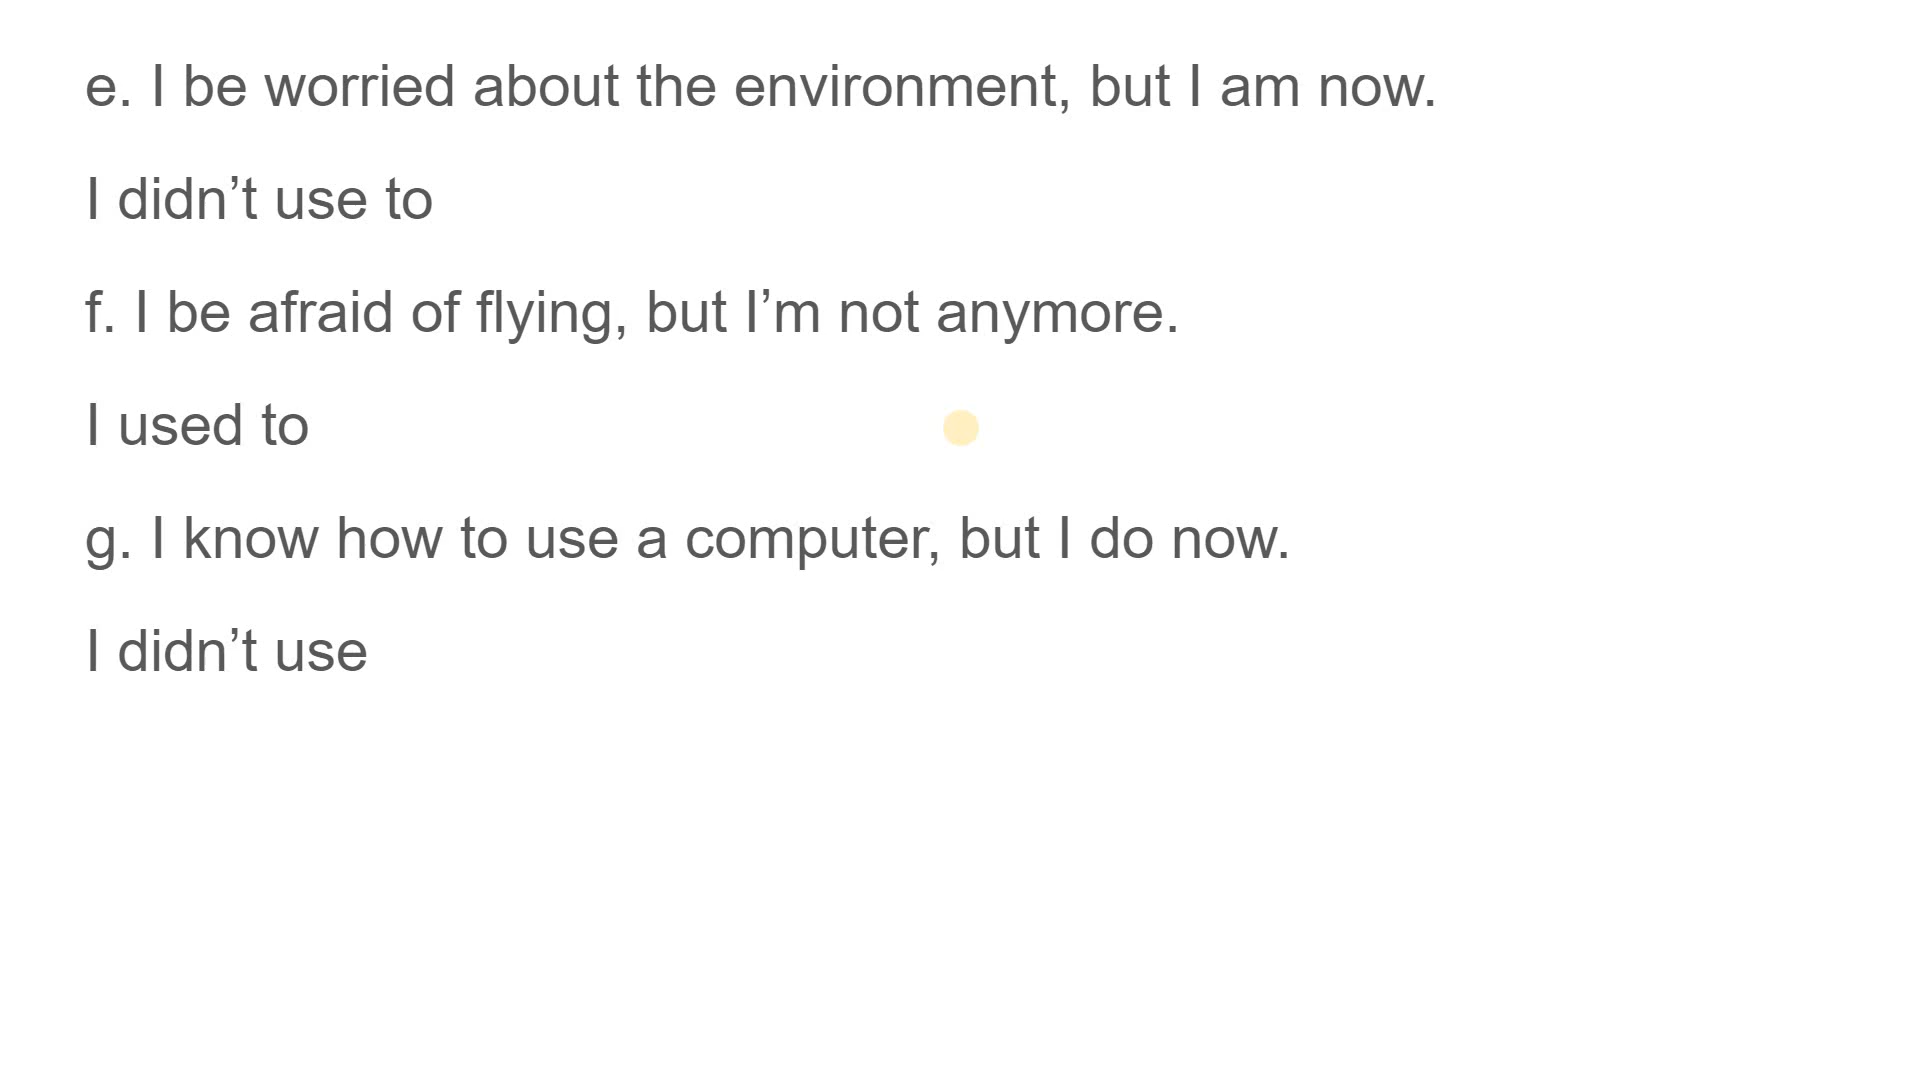 e. I be worried about the environment, but I am now.
I didn’t use to
f. I be afraid of flying, but I’m not anymore.
I used to
g. I know how to use a computer, but I do now.
I didn’t use